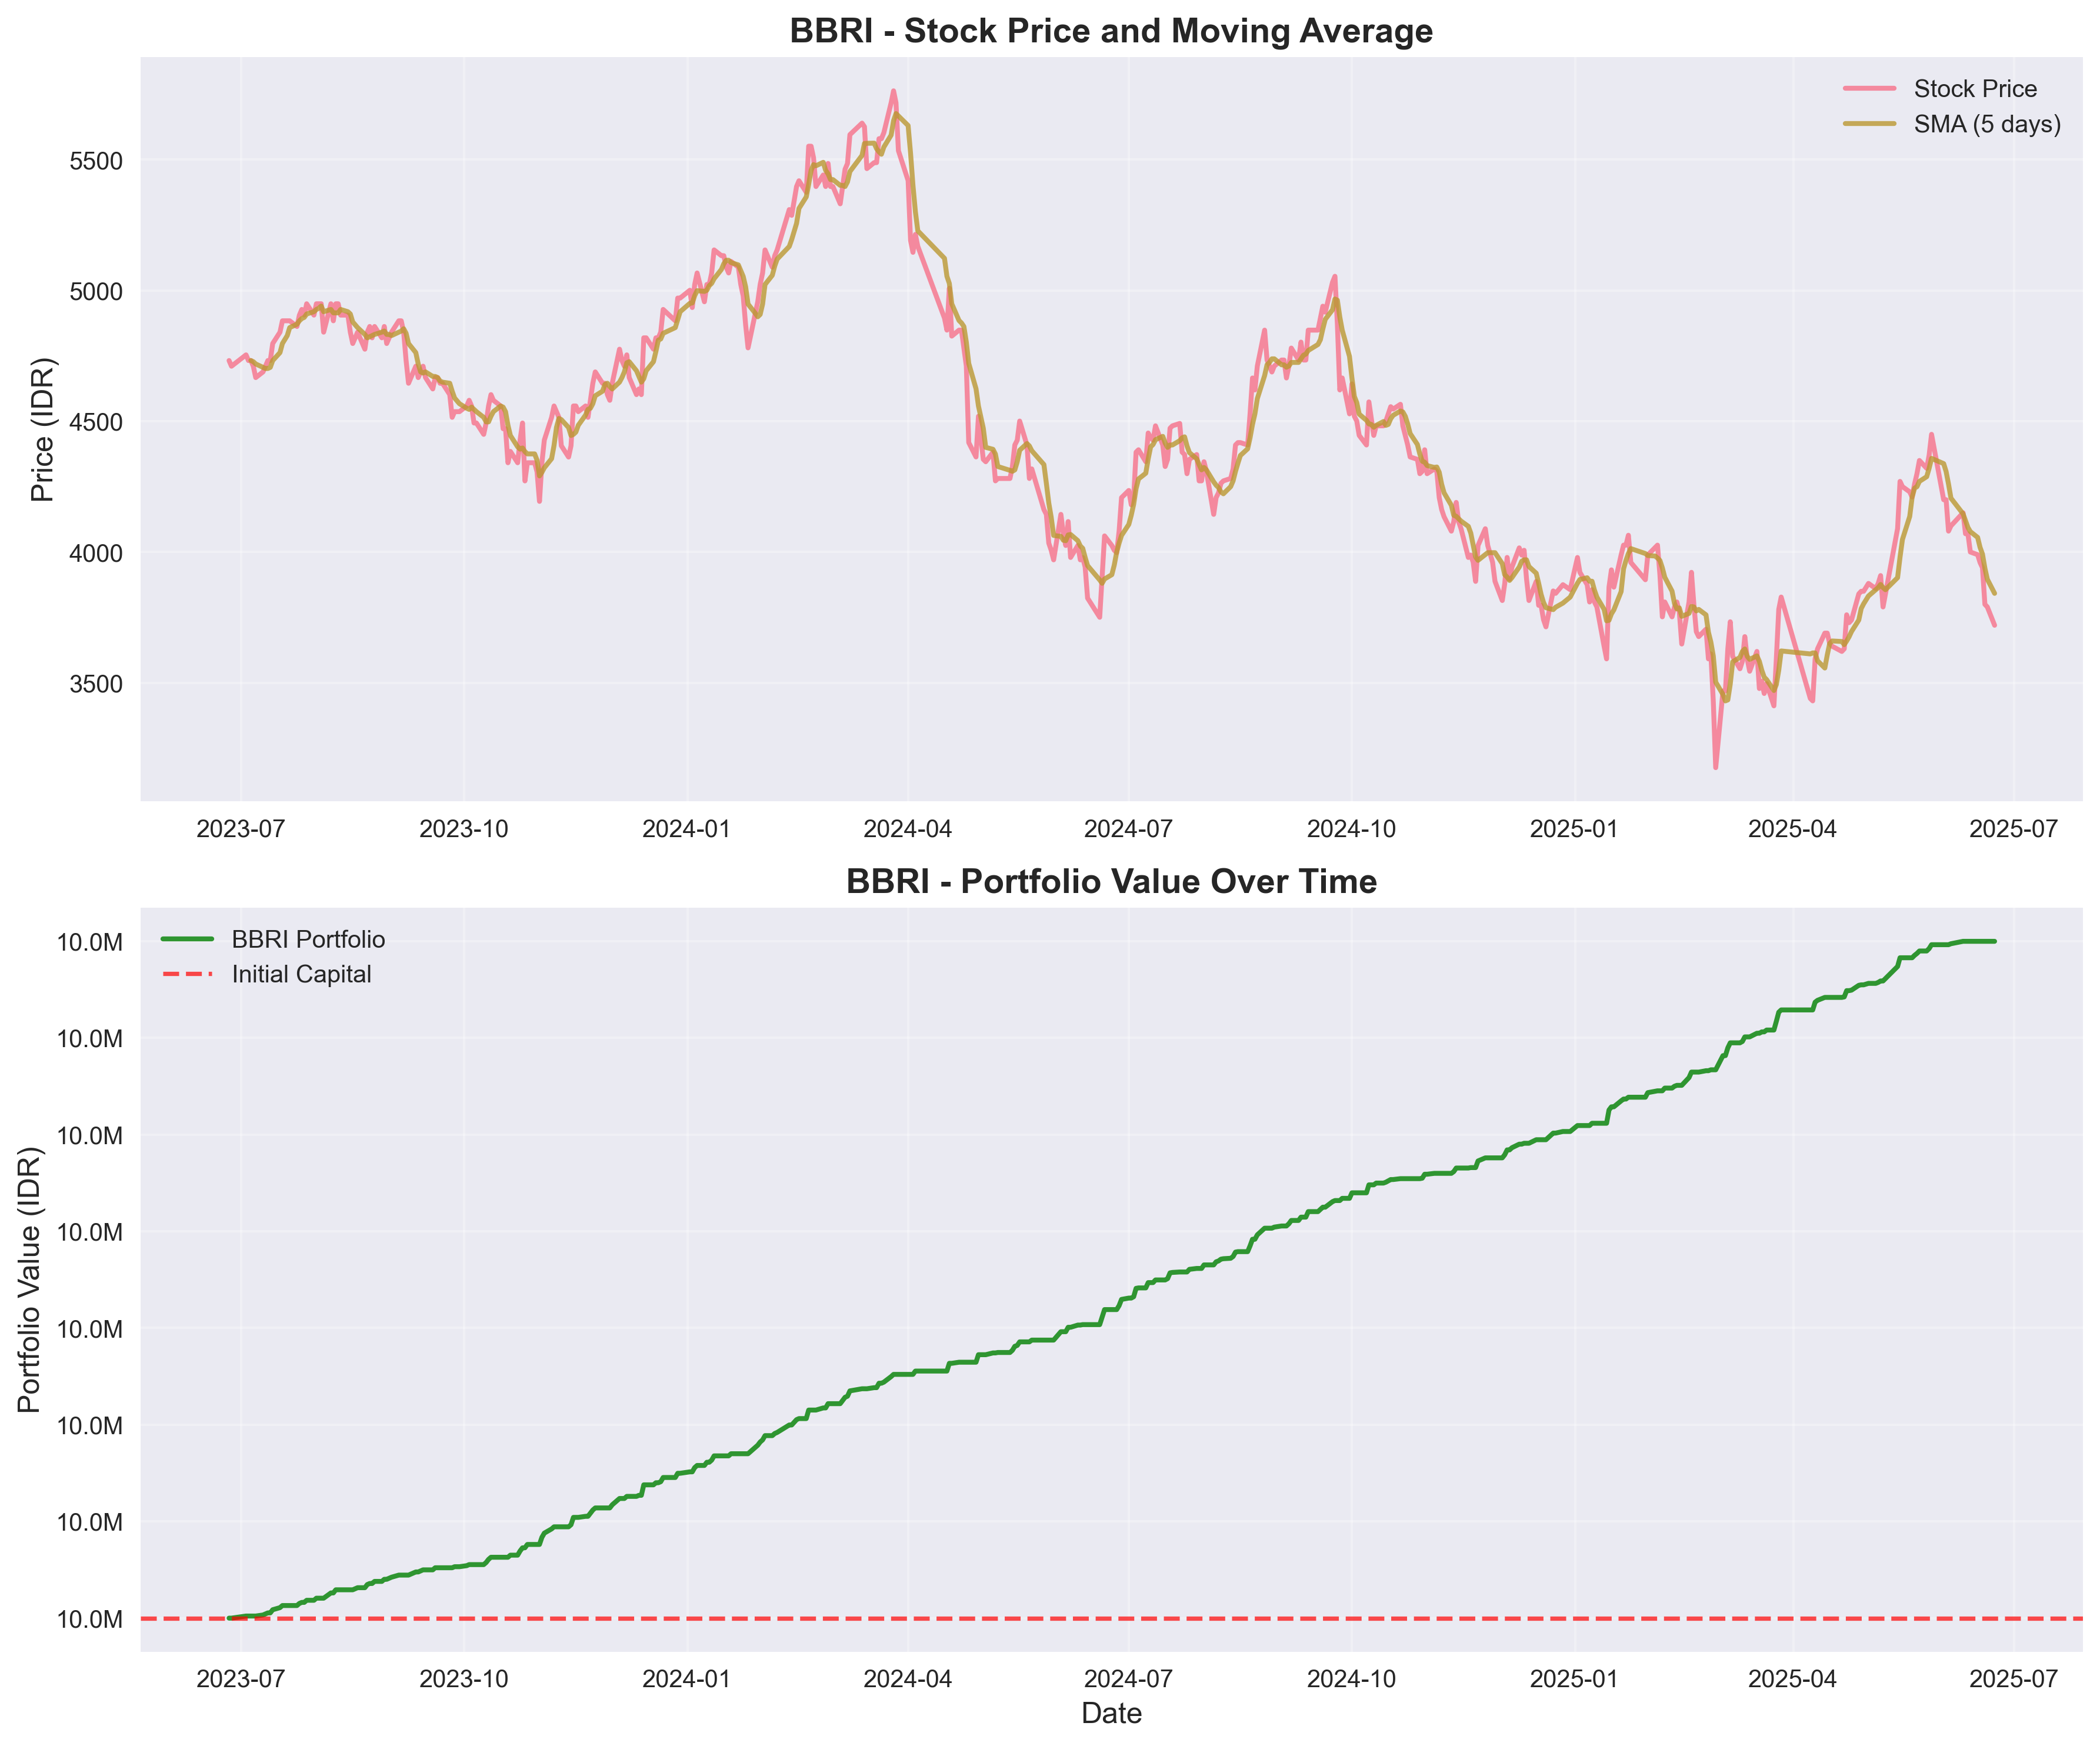 BBRI - Stock Price and Moving Average
Stock Price
SMA (5 days)
Price (IDR)
5500
5000
4500
4000
3500
2023-07
2023-10
2024-01
2024-04
2024-07
2024-10
2025-01
2025-04
2025-07
BBRI - Portfolio Value Over Time
BBRI Portfolio
Initial Capital
Portfolio Value (IDR)
10.0M
10.0M
10.0M
10.0M
10.0M
10.0M
10.0M
10.0M
2023-07
2023-10
2024-01
2024-04
2024-07
2024-10
2025-01
2025-04
2025-07
Date